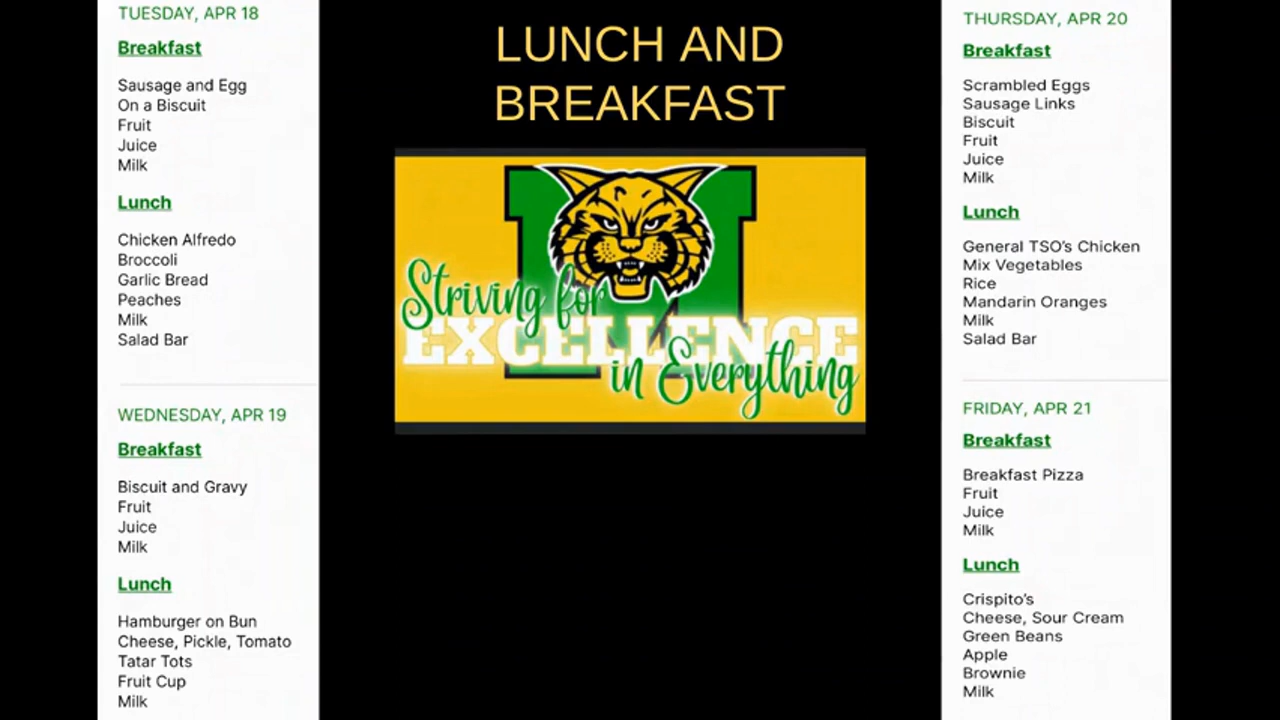 TUESDAY, APR 18
Breakfast
Sausage and Egg
On a Biscuit
Fruit
Juice
Milk
Lunch
Chicken Alfredo
Broccoli
Garlic Bread
Peaches
Milk
Salad Bar
WEDNESDAY, APR 19
Breakfast
Biscuit and Gravy
Fruit
Juice
Milk
Lunch
Hamburger on Bun
Cheese, Pickle, Tomato
Tatar Tots
Fruit Cup
Milk
LUNCH AND
BREAKFAST
M
Striving for
EXCELLENCE
in Everything
THURSDAY, APR 20
Breakfast
Scrambled Eggs
Sausage Links
Biscuit
Fruit
Juice
Milk
Lunch
General TSO's Chicken
Mix Vegetables
Rice
Mandarin Oranges
Milk
Salad Bar
FRIDAY, APR 21
Breakfast
Breakfast Pizza
Fruit
Juice
Milk
Lunch
Crispito's
Cheese, Sour Cream
Green Beans
Apple
Brownie
Milk